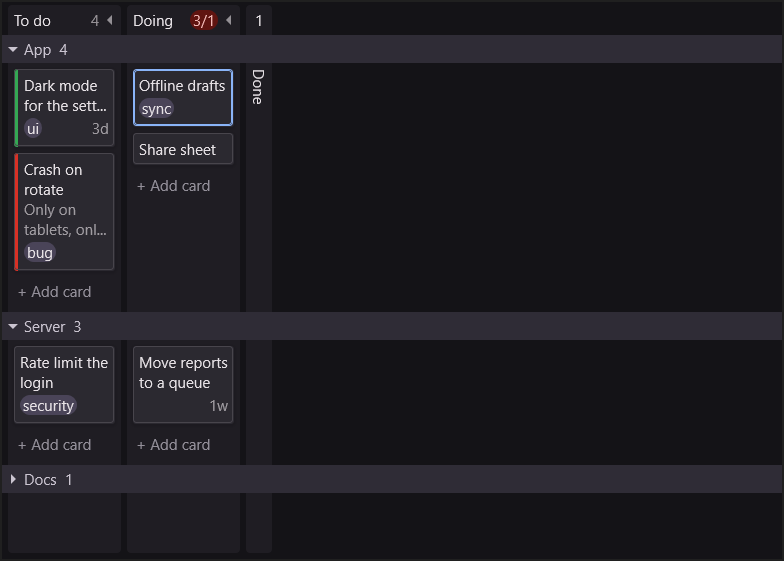 To do 4 Doing 3/1 1
App 4
Done
Dark mode
for the sett...
ui 3d
Crash on
rotate
Only on
tablets, onl...
bug
+ Add card
Offline drafts
sync
Share sheet
+ Add card
Server 3
Rate limit the
login
security
+ Add card
Move reports
to a queue
1w
+ Add card
Docs 1